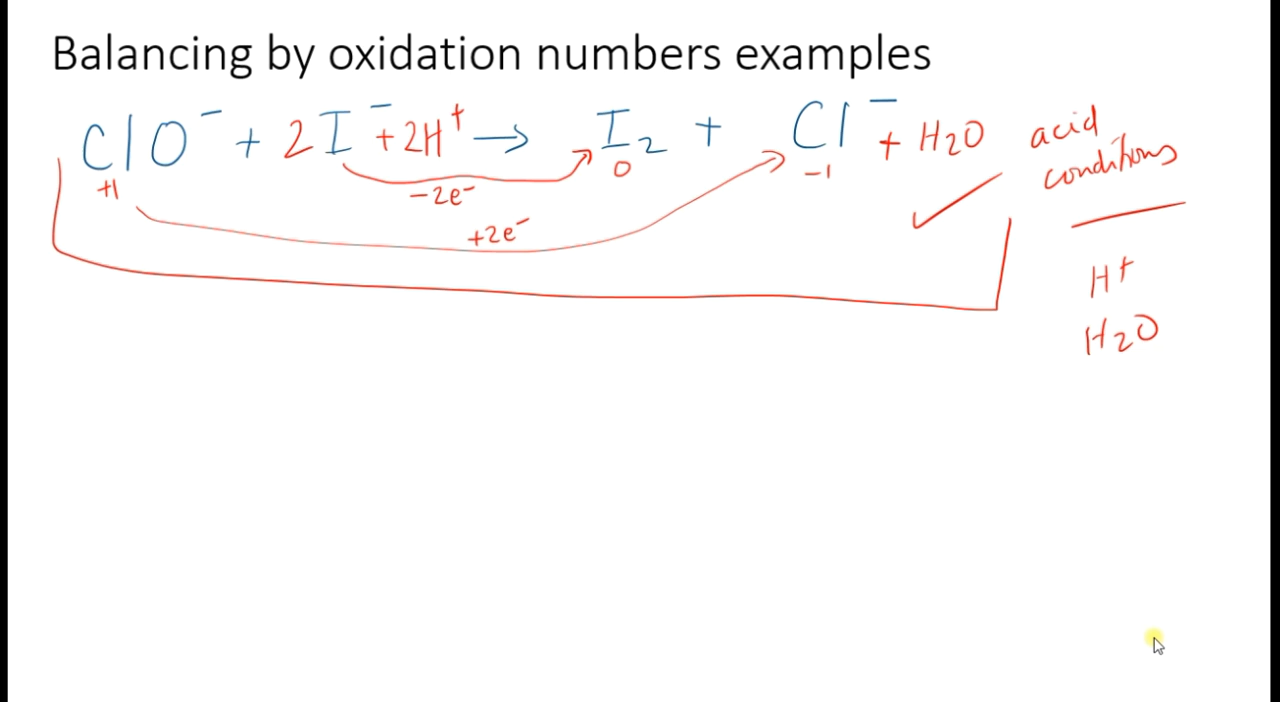 Balancing by oxidation numbers examples
ClO⁻ + 2I⁻ + 2H⁺ → I₂ + Cl⁻ + H₂O
acid
conditions
+1
0
-1
-2e⁻
+2e⁻
H⁺
H₂O